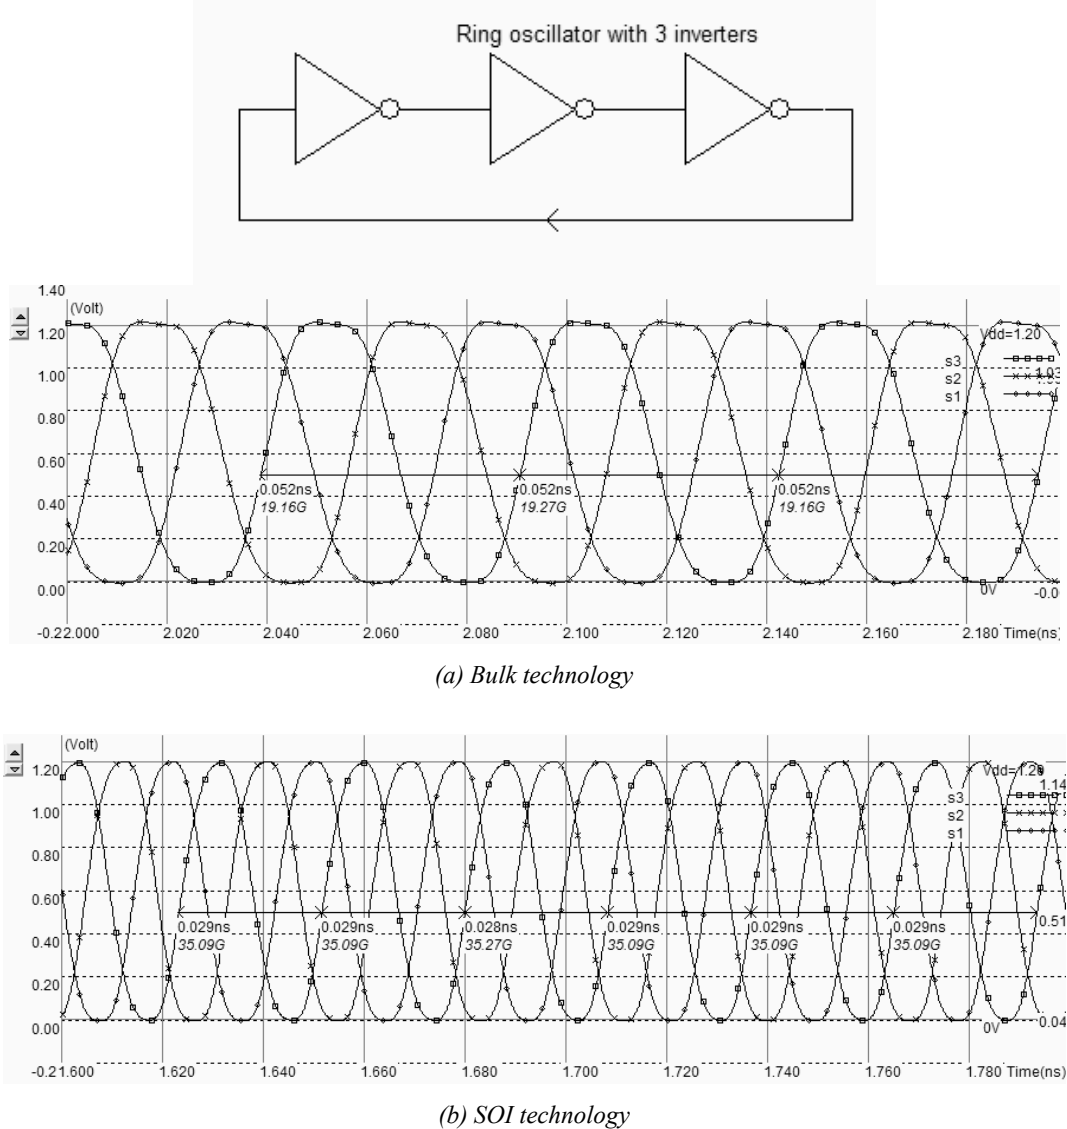 Ring oscillator with 3 inverters
1.40
(Volt)
1.20
Vdd=1.20
s3
1.00
s2
s1
0.80
0.60
0.052ns 0.052ns 0.052ns
0.40
19.16G 19.27G 19.16G
0.20
0.00
0V -0.0
-0.22.000 2.020 2.040 2.060 2.080 2.100 2.120 2.140 2.160 2.180 Time(ns)
(a) Bulk technology
(Volt)
1.20
Vdd=1.20
1.14
s3
1.00
s2
s1
0.80
0.60
0.51
0.029ns 0.029ns 0.028ns 0.029ns 0.029ns 0.029ns
0.40
35.09G 35.09G 35.27G 35.09G 35.09G 35.09G
0.20
0.00
0V 0.04
-0.21.600 1.620 1.640 1.660 1.680 1.700 1.720 1.740 1.760 1.780 Time(ns)
(b) SOI technology